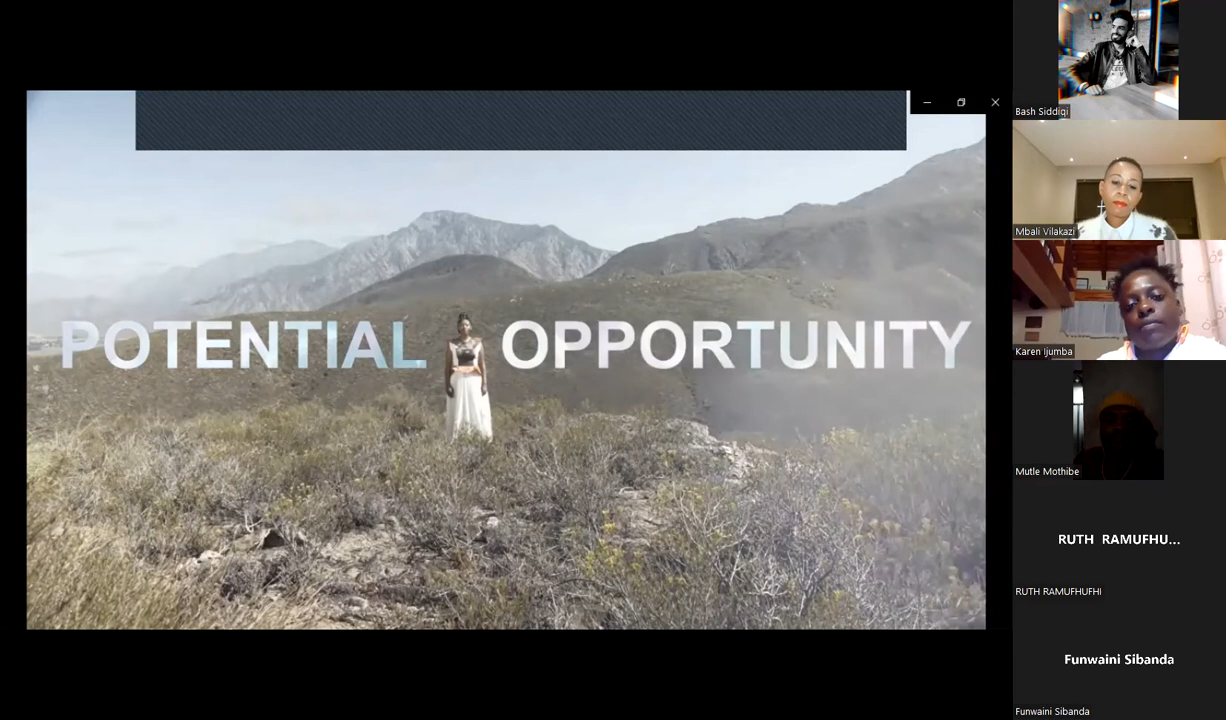 POTENTIAL OPPORTUNITY
Bash Siddiqi
Mbali Vilakazi
Karen Ijumba
Mutle Mothibe
RUTH RAMUFHU...
RUTH RAMUFHUFHI
Funwaini Sibanda
Funwaini Sibanda